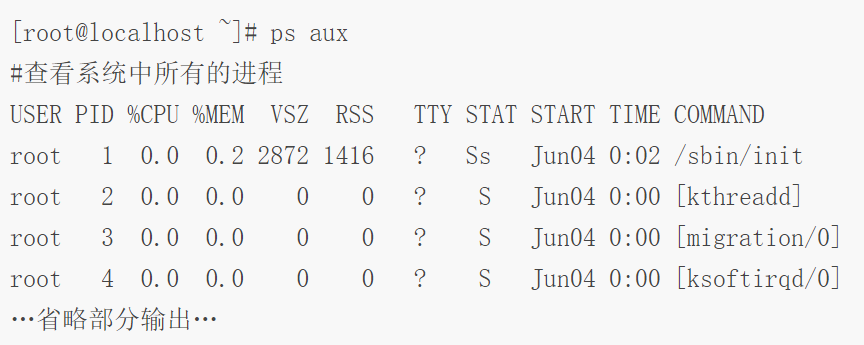 [root@localhost ~]# ps aux
#查看系统中所有的进程
USER PID %CPU %MEM VSZ RSS TTY STAT START TIME COMMAND
root 1 0.0 0.2 2872 1416 ? Ss Jun04 0:02 /sbin/init
root 2 0.0 0.0 0 0 ? S Jun04 0:00 [kthreadd]
root 3 0.0 0.0 0 0 ? S Jun04 0:00 [migration/0]
root 4 0.0 0.0 0 0 ? S Jun04 0:00 [ksoftirqd/0]
…省略部分输出…